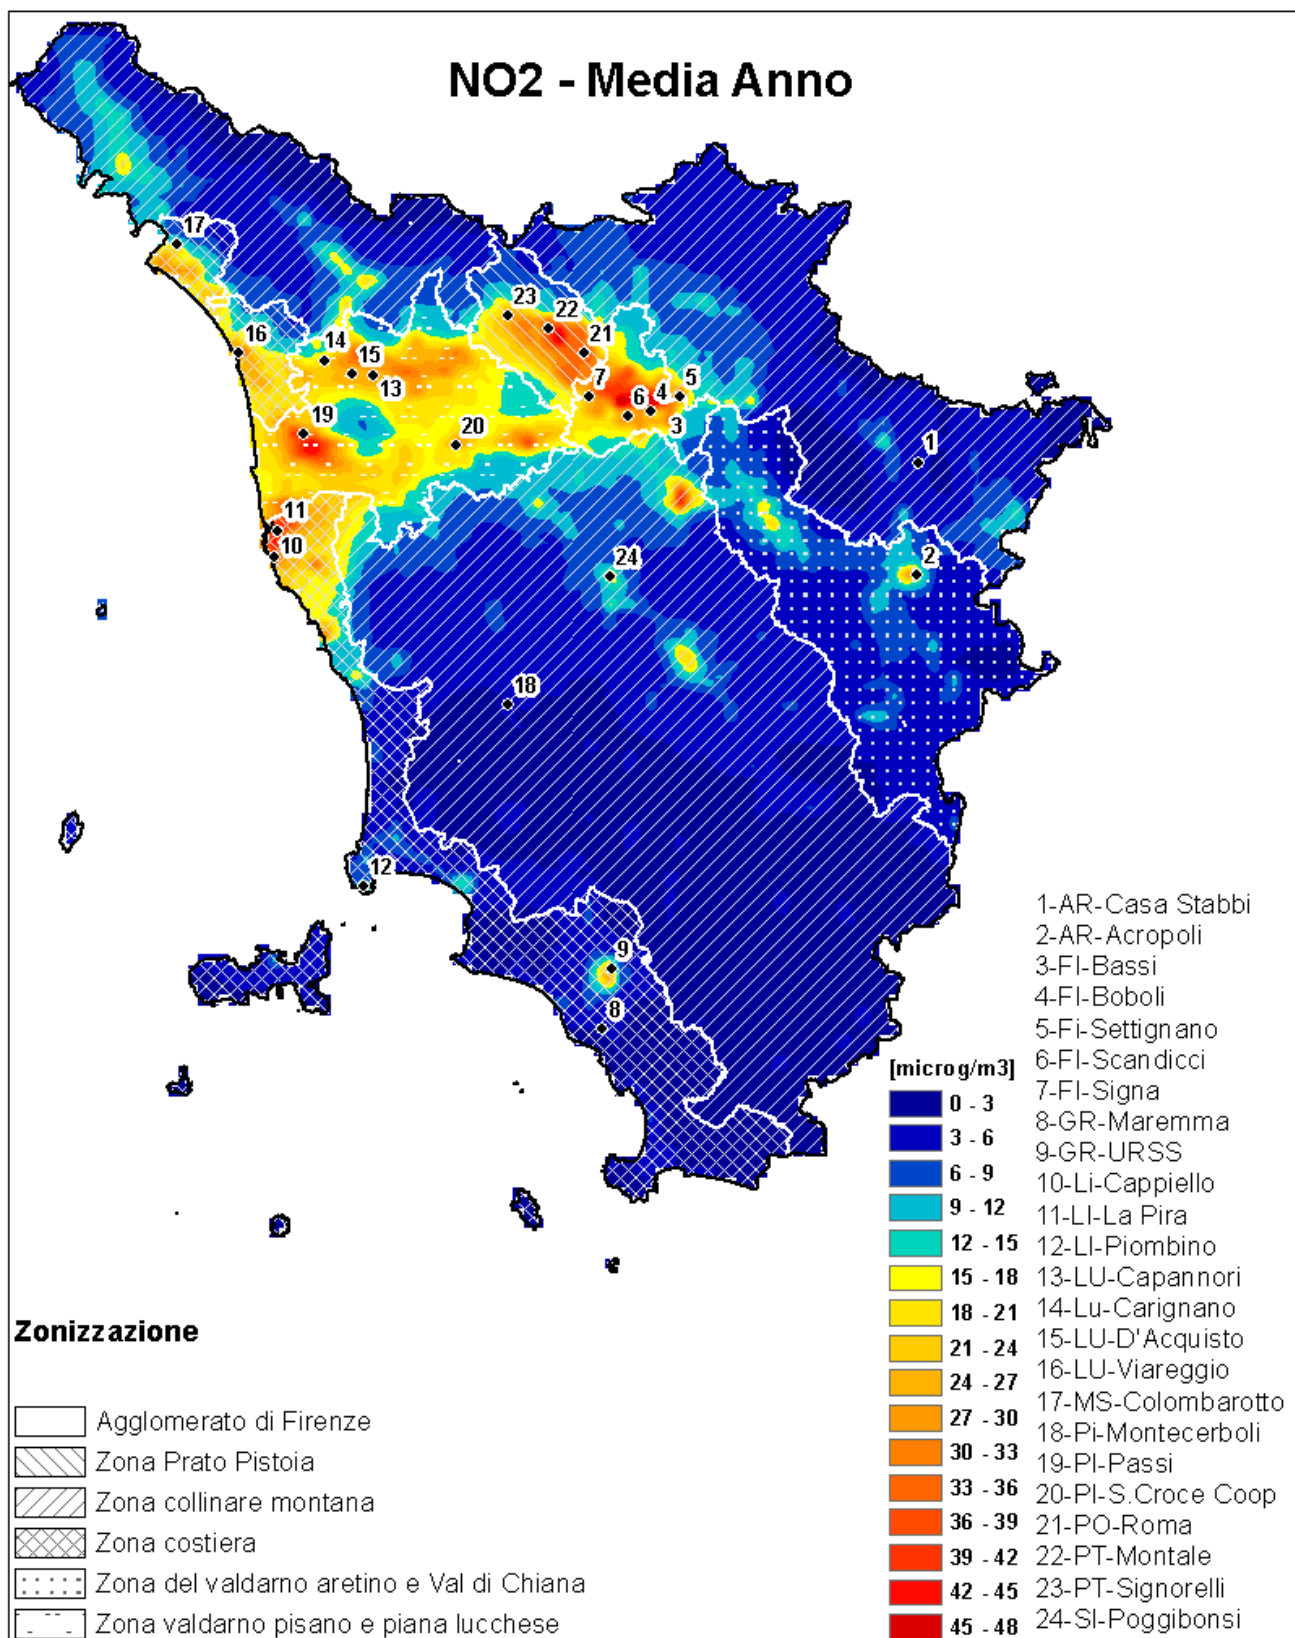 NO2 - Media Anno
17
16
14
15
13
19
20
23
22
21
7
6
4
5
3
1
2
11
10
24
18
12
9
8
1-AR-Casa Stabbi
2-AR-Acropoli
3-FI-Bassi
4-FI-Boboli
5-Fi-Settignano
6-FI-Scandicci
7-FI-Signa
8-GR-Maremma
9-GR-URSS
10-Li-Cappiello
11-LI-La Pira
12-LI-Piombino
13-LU-Capannori
14-Lu-Carignano
15-LU-D'Acquisto
16-LU-Viareggio
17-MS-Colombarotto
18-Pi-Montecerboli
19-PI-Passi
20-PI-S.Croce Coop
21-PO-Roma
22-PT-Montale
23-PT-Signorelli
24-SI-Poggibonsi
[microg/m3]
0 - 3
3 - 6
6 - 9
9 - 12
12 - 15
15 - 18
18 - 21
21 - 24
24 - 27
27 - 30
30 - 33
33 - 36
36 - 39
39 - 42
42 - 45
45 - 48
Zonizzazione
Agglomerato di Firenze
Zona Prato Pistoia
Zona collinare montana
Zona costiera
Zona del valdarno aretino e Val di Chiana
Zona valdarno pisano e piana lucchese